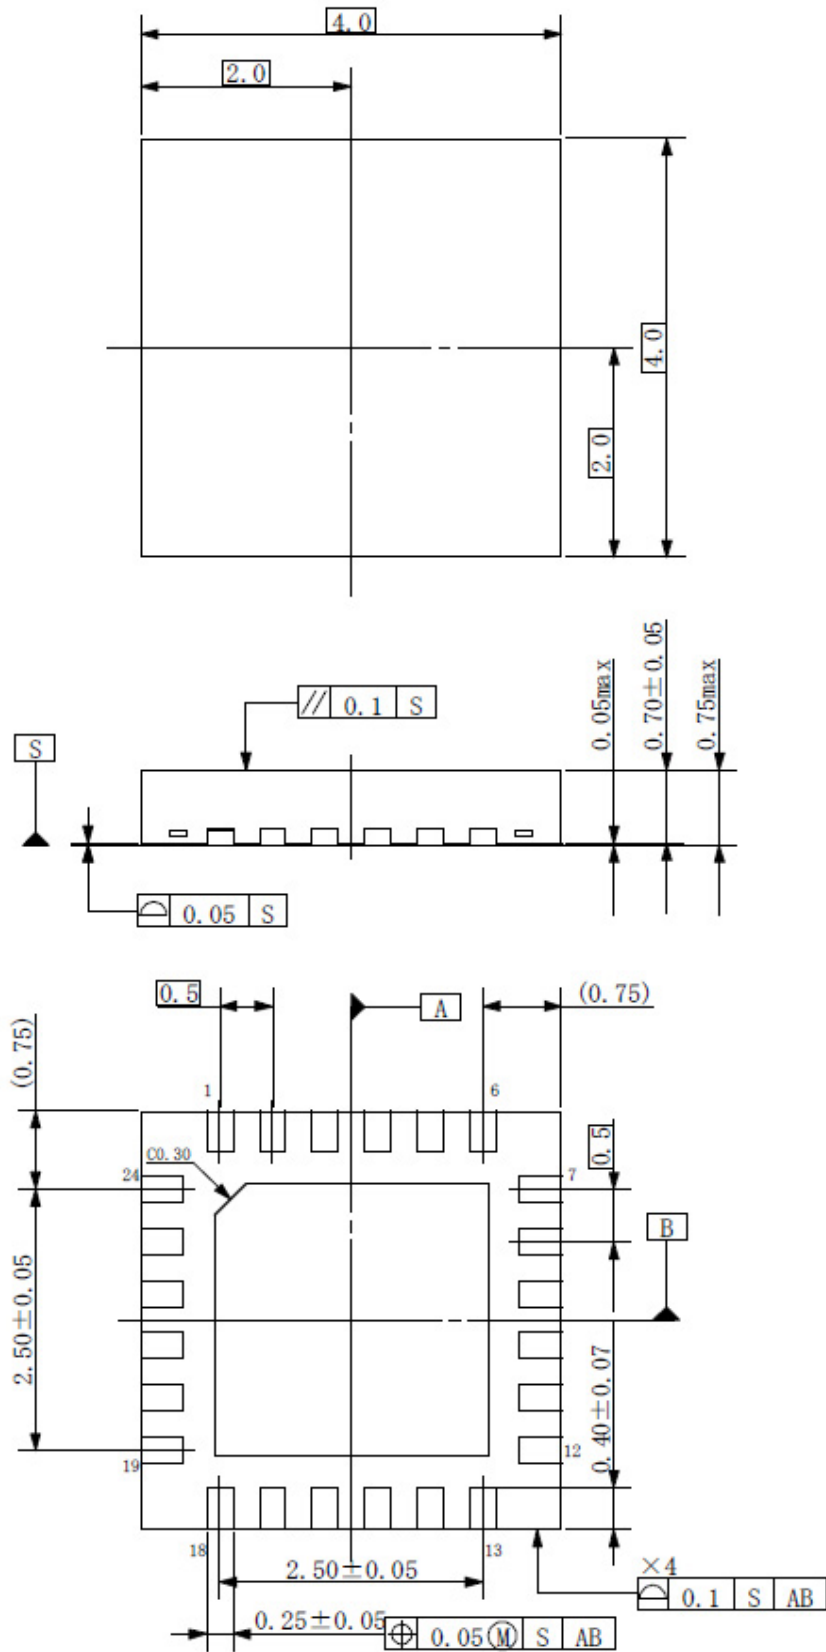 4.0
2.0
4.0
2.0
0.05max
0.70±0.05
0.75max
// 0.1 S
S
0.05 S
0.5
A
(0.75)
(0.75)
1
6
C0.30
0.5
24
7
B
2.50±0.05
0.40±0.07
19
12
18
13
2.50±0.05
×4
0.1 S AB
0.25±0.05
0.05 Ⓜ S AB